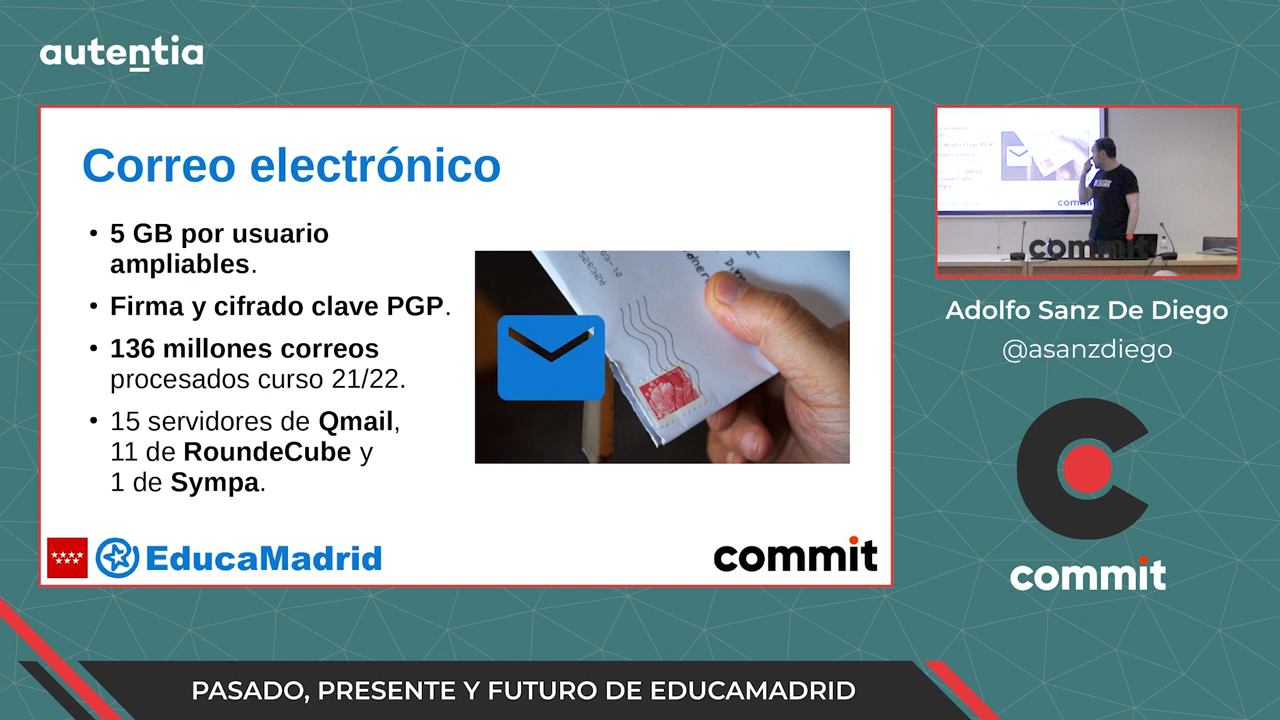 autentia
Correo electrónico
• 5 GB por usuario
ampliables.
• Firma y cifrado clave PGP.
• 136 millones correos
procesados curso 21/22.
• 15 servidores de Qmail,
11 de RoundeCube y
1 de Sympa.
EducaMadrid
commit
commit
commit
Adolfo Sanz De Diego
@asanzdiego
commit
PASADO, PRESENTE Y FUTURO DE EDUCAMADRID